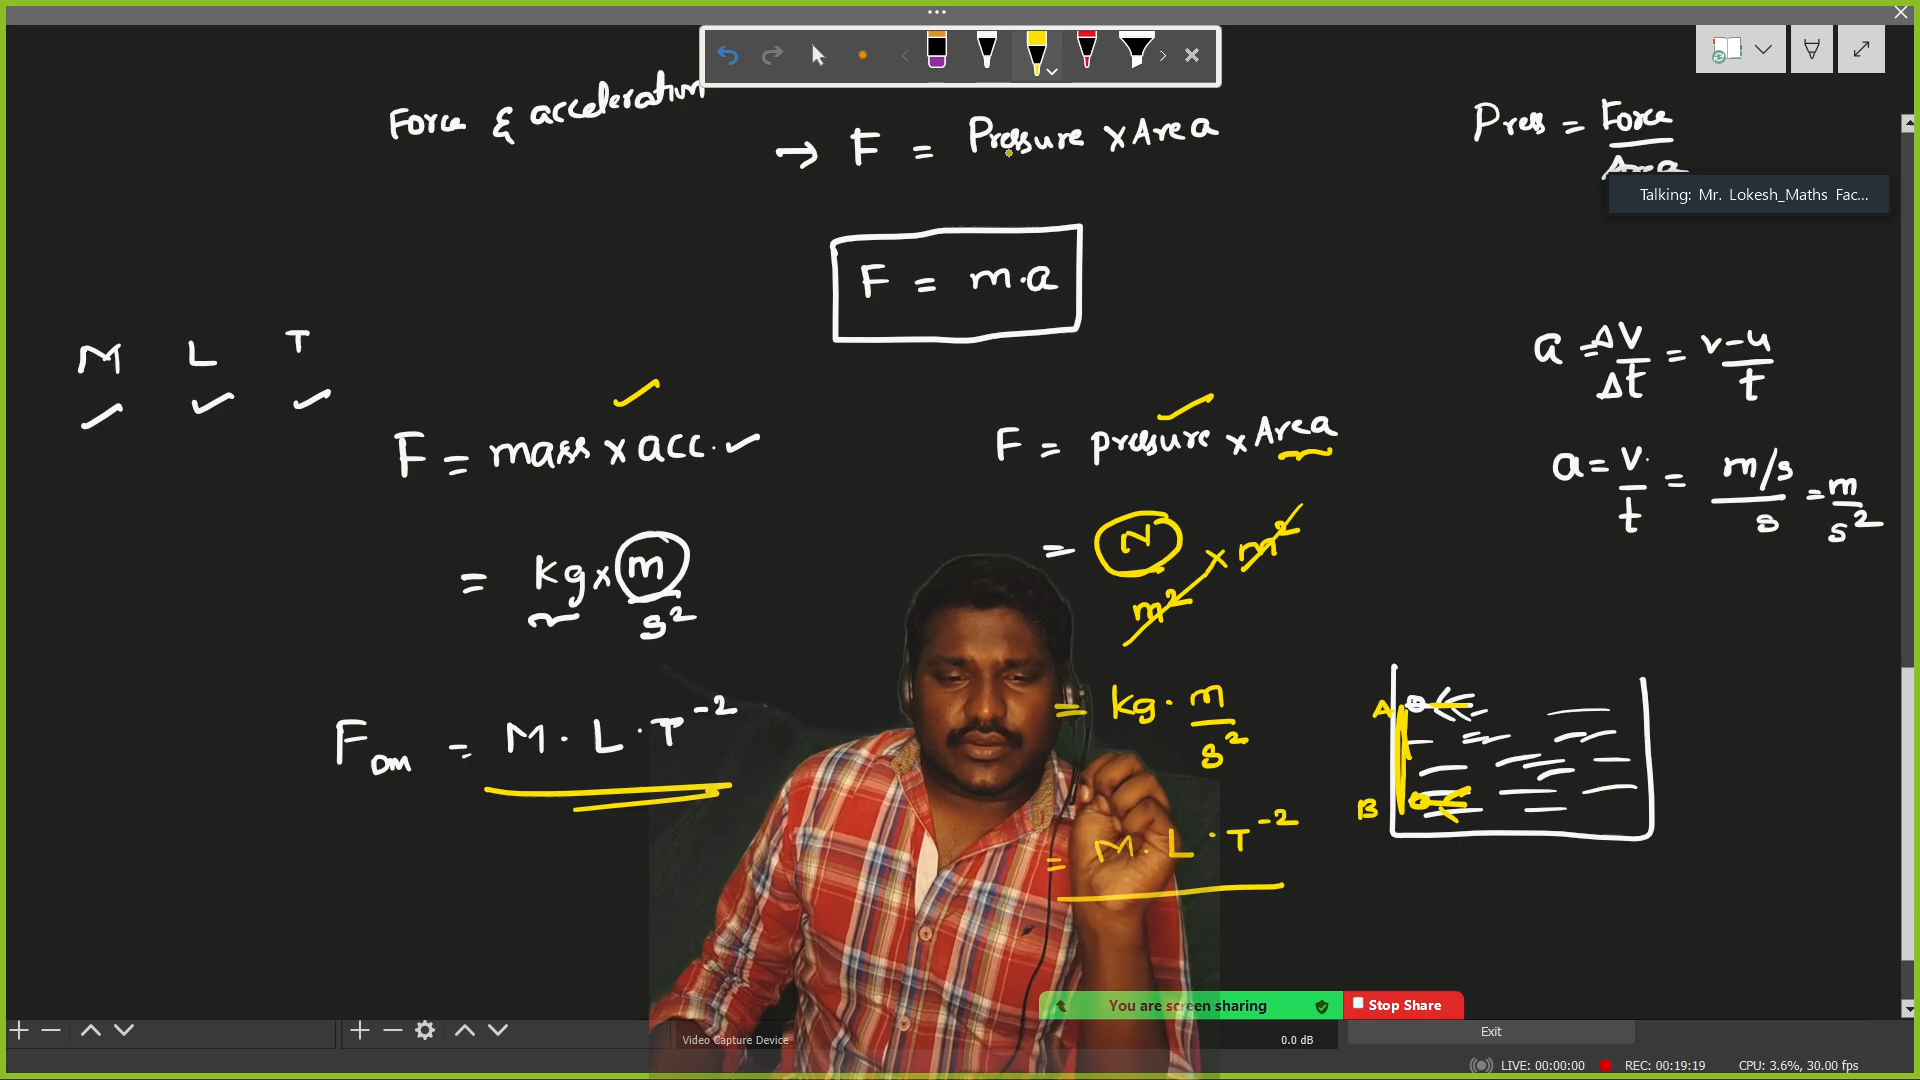 Force & acceleration
→ F = Pressure × Area
Press = Force / Area
Talking: Mr. Lokesh_Maths Fac...
F = m·a
M L T
a = ΔV/Δt = v-u/t
F = mass × acc.
F = pressure × Area
a = v/t = m/s / s = m/s²
= kg × m/s²
= N/m² × m²
F DM = M · L · T⁻²
= kg · m/s²
A
B
= M · L · T⁻²
You are screen sharing
Stop Share
Exit
Video Capture Device
0.0 dB
LIVE: 00:00:00
REC: 00:19:19
CPU: 3.6%, 30.00 fps